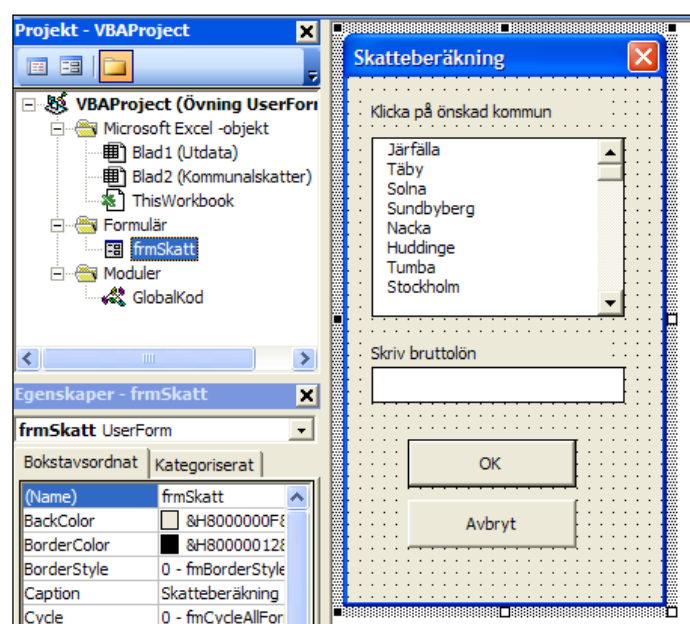 Projekt - VBAProject
VBAProject (Övning UserForm
Microsoft Excel -objekt
Blad1 (Utdata)
Blad2 (Kommunalskatter)
ThisWorkbook
Formulär
frmSkatt
Moduler
GlobalKod
Egenskaper - frmSkatt
frmSkatt UserForm
Bokstavsordnat
Kategoriserat
(Name) frmSkatt
BackColor &H8000000F&
BorderColor &H80000012&
BorderStyle 0 - fmBorderStyle
Caption Skatteberäkning
Cycle 0 - fmCycleAllFor
Skatteberäkning
Klicka på önskad kommun
Järfälla
Täby
Solna
Sundbyberg
Nacka
Huddinge
Tumba
Stockholm
Skriv bruttolön
OK
Avbryt